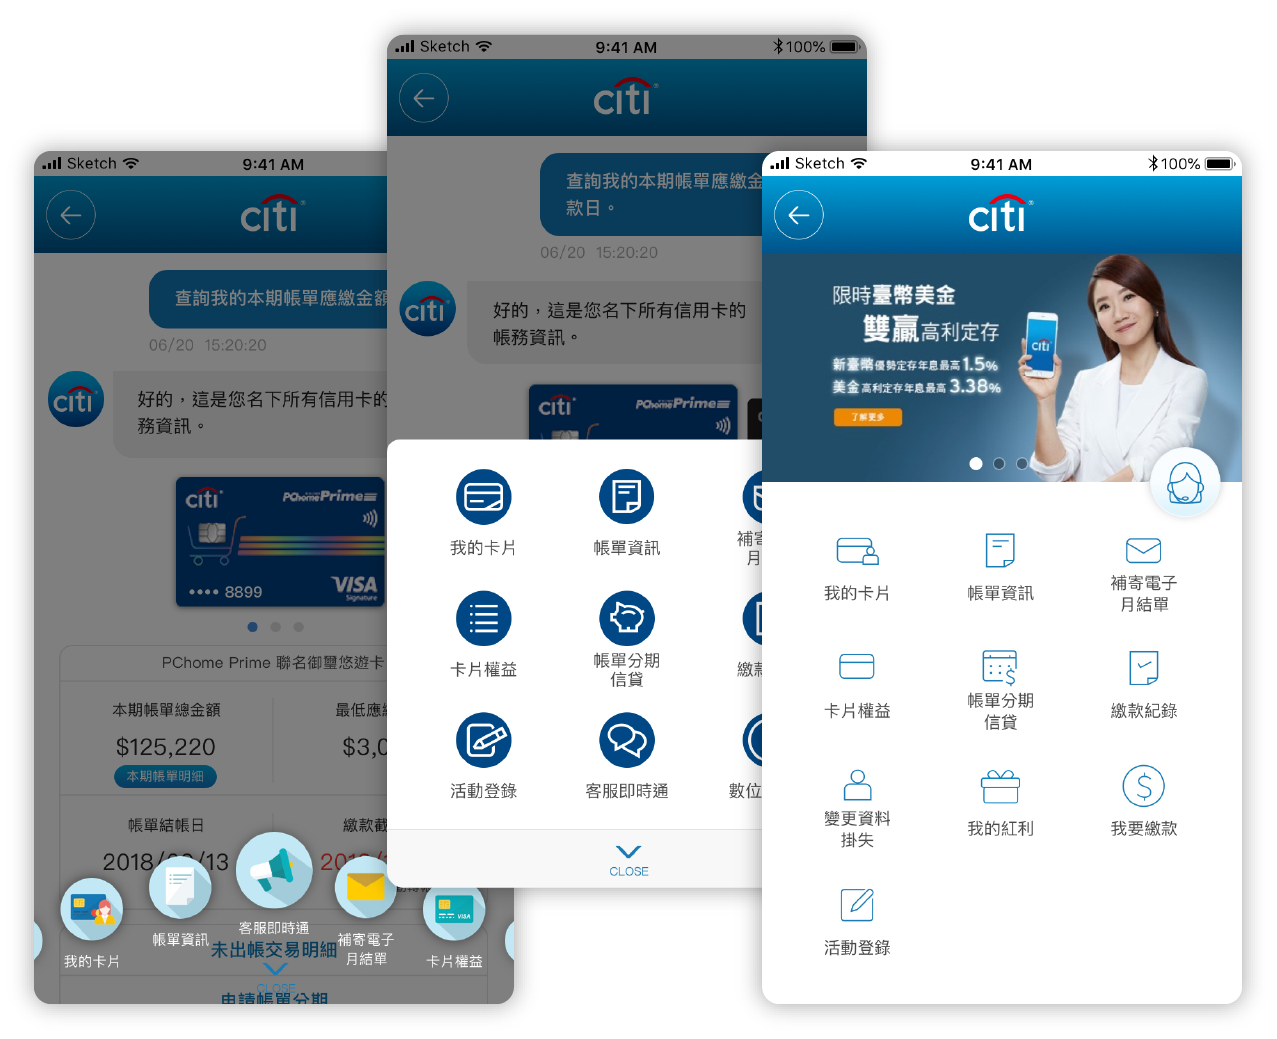 Sketch
9:41 AM
citi
查詢我的本期帳單應繳金額
06/20 15:20:20
citi
好的，這是您名下所有信用卡的
務資訊。
citi
PChomePrime
•••• 8899
VISA
Signature
PChome Prime 聯名御璽悠遊卡
本期帳單總金額
最低應
$125,220
$3,0
本期帳單明細
帳單結帳日
繳款截
客服即時通
帳單資訊
補寄電子
月結單
我的卡片
卡片權益
VISA
未出帳交易明細
CLOSE
申請帳單分期
Sketch
9:41 AM
100%
citi
查詢我的本期帳單應繳金
款日。
06/20 15:20:20
citi
好的，這是您名下所有信用卡的
帳務資訊。
citi
PChomePrime
我的卡片
帳單資訊
補
月
卡片權益
帳單分期
信貸
繳
活動登錄
客服即時通
數位
CLOSE
Sketch
9:41 AM
100%
citi
限時臺幣美金
雙贏高利定存
新臺幣優勢定存年息最高1.5%
美金高利定存年息最高3.38%
了解更多
citi
我的卡片
帳單資訊
補寄電子
月結單
卡片權益
帳單分期
信貸
繳款紀錄
變更資料
掛失
我的紅利
我要繳款
活動登錄